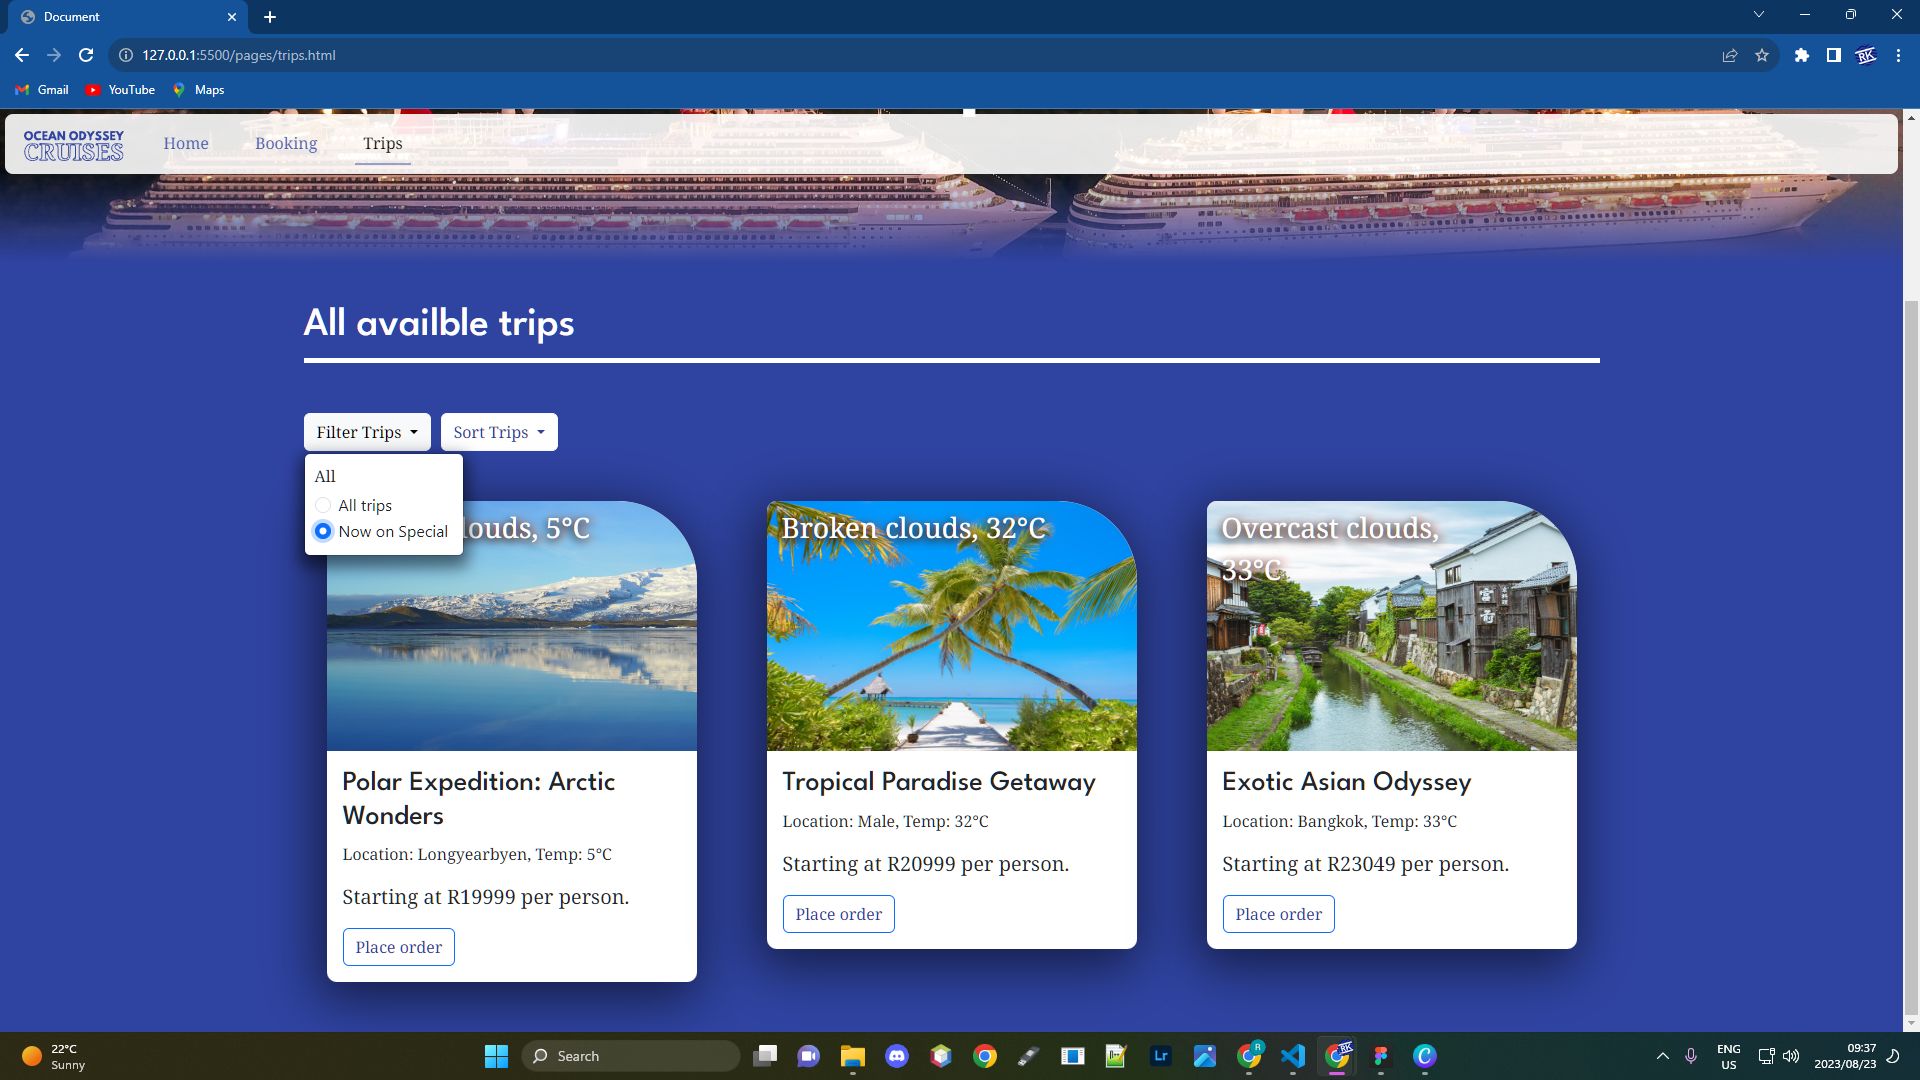 Document
127.0.0.1:5500/pages/trips.html
RK
Gmail
YouTube
Maps
OCEAN ODYSSEY
CRUISES
Home
Booking
Trips
All availble trips
Filter Trips
Sort Trips
All
All trips
Now on Special
louds, 5°C
Broken clouds, 32°C
Overcast clouds,
33°C
Polar Expedition: Arctic
Wonders
Location: Longyearbyen, Temp: 5°C
Starting at R19999 per person.
Place order
Tropical Paradise Getaway
Location: Male, Temp: 32°C
Starting at R20999 per person.
Place order
Exotic Asian Odyssey
Location: Bangkok, Temp: 33°C
Starting at R23049 per person.
Place order
22°C
Sunny
Search
Lr
R
RK
ENG
US
09:37
2023/08/23